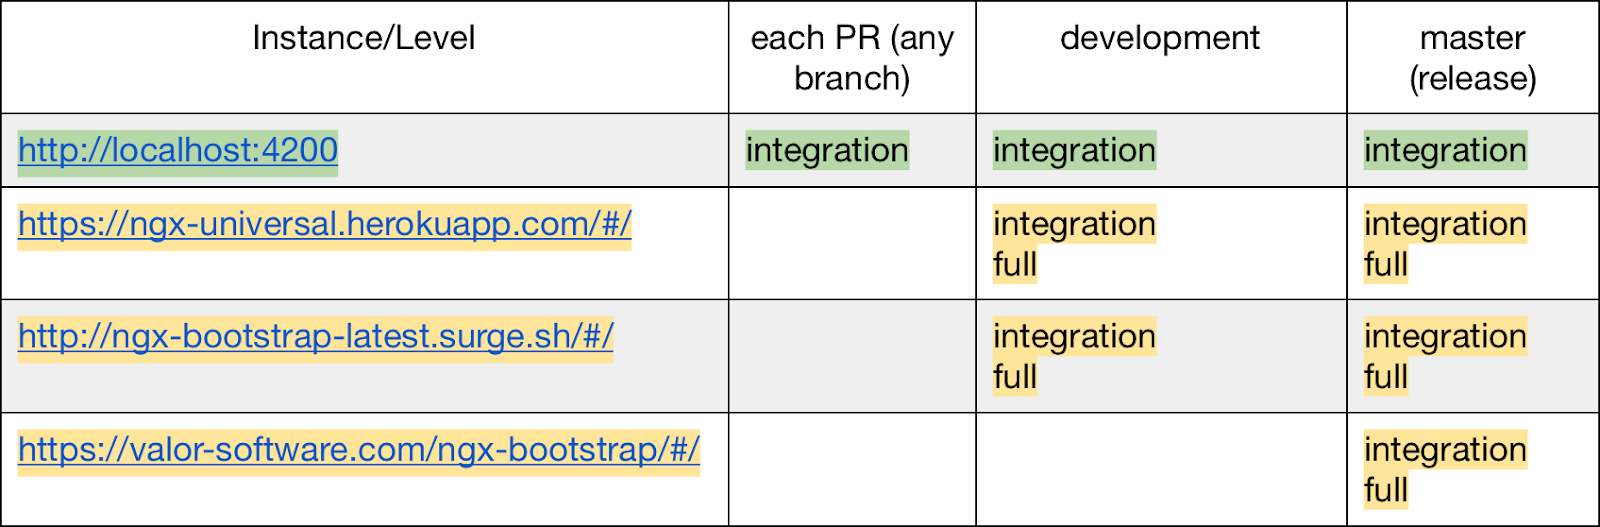 Instance/Level
each PR (any
branch)
development
master
(release)
http://localhost:4200
integration
integration
integration
https://ngx-universal.herokuapp.com/#/
integration
full
integration
full
http://ngx-bootstrap-latest.surge.sh/#/
integration
full
integration
full
https://valor-software.com/ngx-bootstrap/#/
integration
full